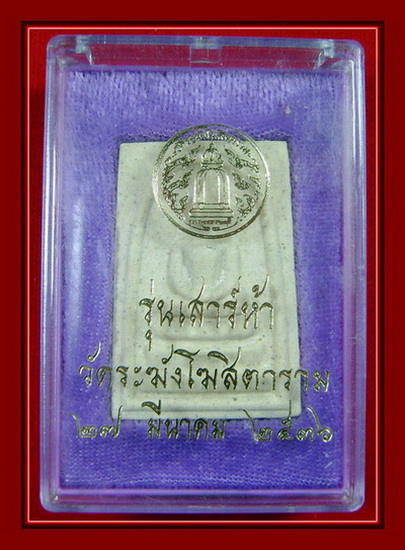 รุ่นเสาร์ห้า
วัดระฆังโฆสิตาราม
๒๗ มีนาคม ๒๕๓๖